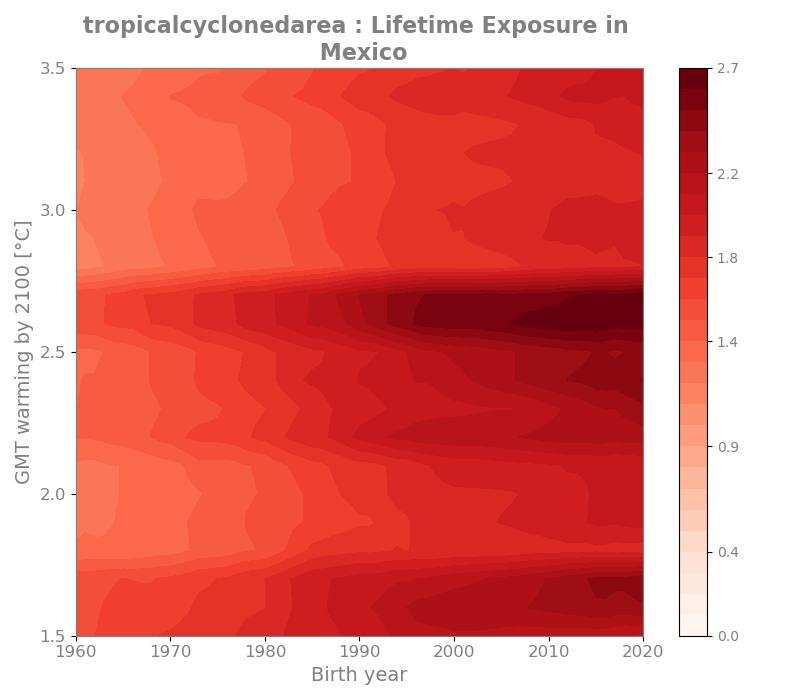 tropicalcyclonedarea : Lifetime Exposure in
Mexico
3.5
3.0
2.5
2.0
1.5
GMT warming by 2100 [°C]
1960 1970 1980 1990 2000 2010 2020
Birth year
2.7
2.2
1.8
1.4
0.9
0.4
0.0